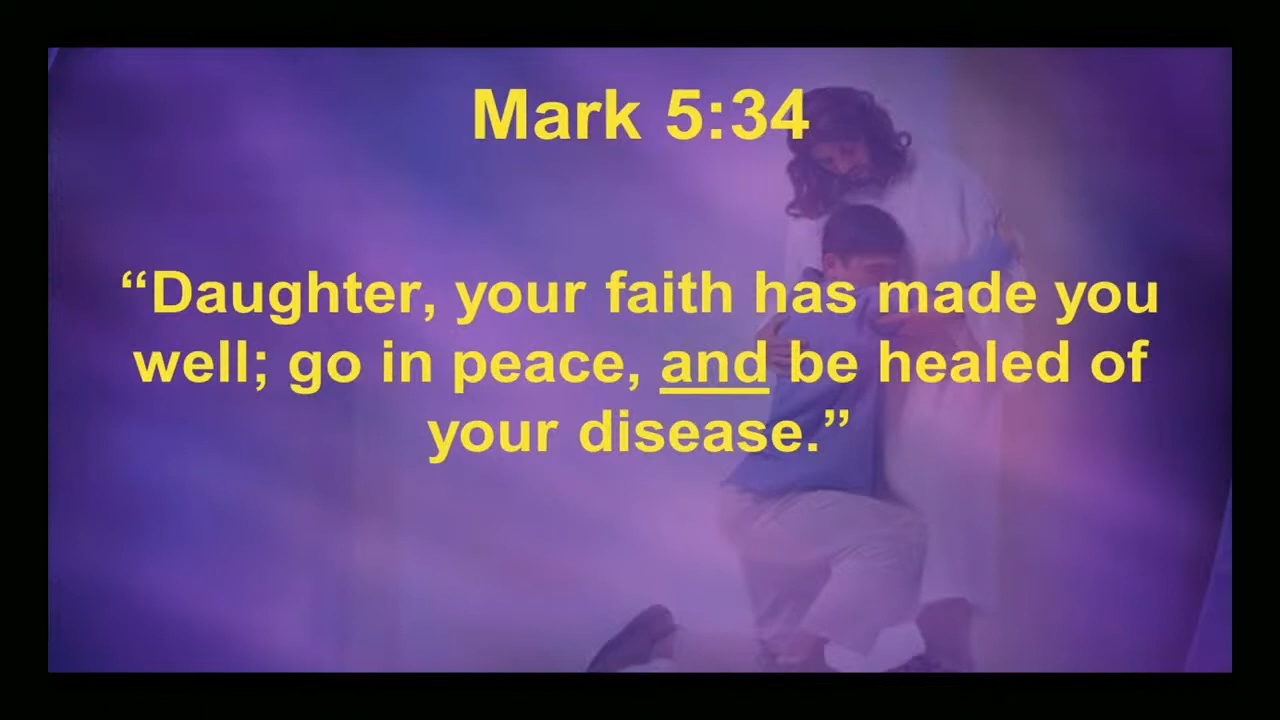 Mark 5:34
“Daughter, your faith has made you
well; go in peace, and be healed of
your disease.”